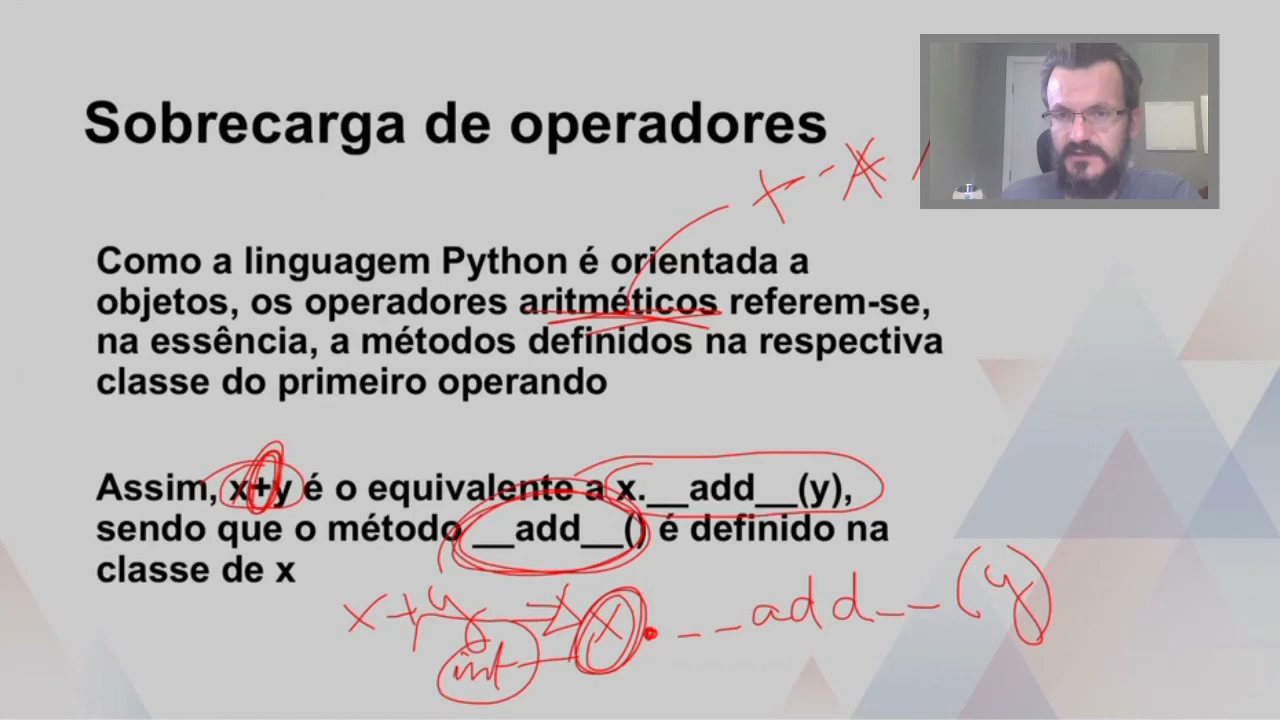 Sobrecarga de operadores
+ - * /
Como a linguagem Python é orientada a
objetos, os operadores aritméticos referem-se,
na essência, a métodos definidos na respectiva
classe do primeiro operando
Assim, x+y é o equivalente a x.__add__(y),
sendo que o método __add__() é definido na
classe de x
x+y => x.__add__(y)
int